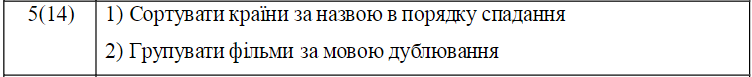 5(14) 1) Сортувати країни за назвою в порядку спадання
2) Групувати фільми за мовою дублювання